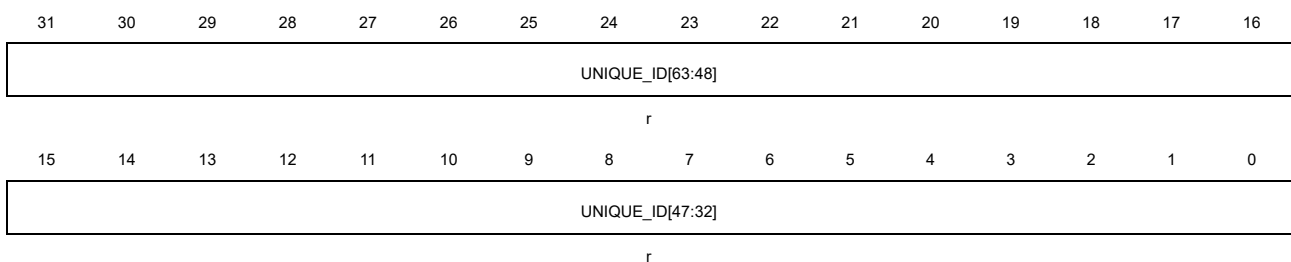 31 30 29 28 27 26 25 24 23 22 21 20 19 18 17 16
UNIQUE_ID[63:48]
r
15 14 13 12 11 10 9 8 7 6 5 4 3 2 1 0
UNIQUE_ID[47:32]
r